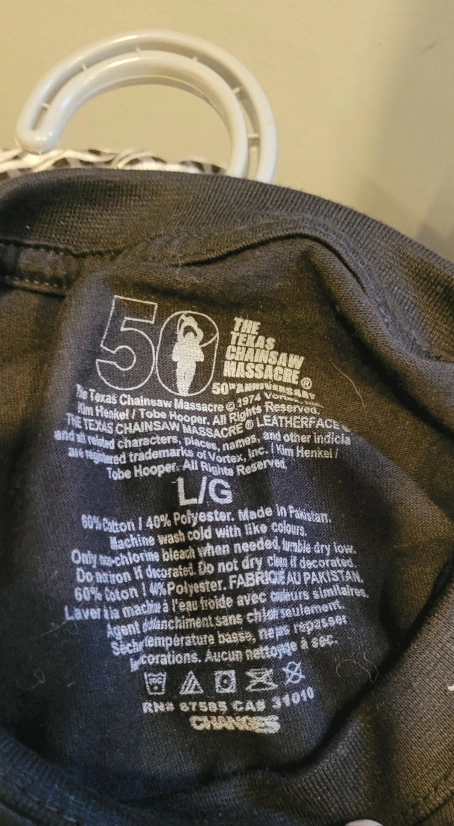 50
THE
TEXAS
CHAINSAW
MASSACRE®
50TH ANNIVERSARY
The Texas Chainsaw Massacre © 1974 Vortex
Kim Henkel / Tobe Hooper. All Rights Reserved.
THE TEXAS CHAINSAW MASSACRE ® LEATHERFACE
and all related characters, places, names, and other indicia
are registered trademarks of Vortex, Inc. / Kim Henkel /
Tobe Hooper. All Rights Reserved.
L/G
60% Cotton / 40% Polyester. Made in Pakistan.
Machine wash cold with like colours.
Only non-chlorine bleach when needed, tumble dry low.
Do not iron if decorated. Do not dry clean if decorated.
60% Coton / 40% Polyester. FABRIQUÉ AU PAKISTAN.
Laver à la machine à l'eau froide avec couleurs similaires.
Agent de blanchiment sans chlore seulement.
Séche température basse, ne pas repasser
decorations. Aucun nettoyage à sec.
RN# 67585 CA# 31010
CHANGES